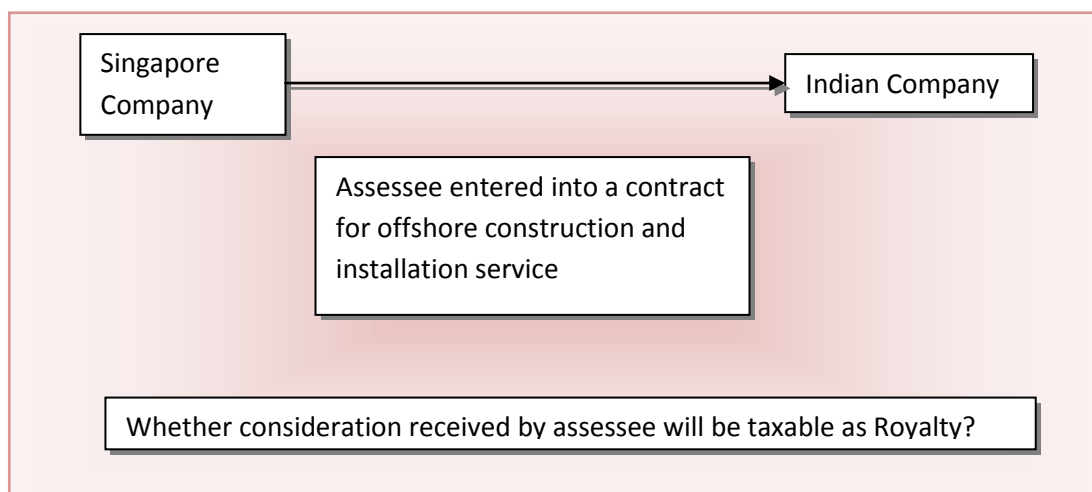 Singapore
Company
Indian Company
Assessee entered into a contract
for offshore construction and
installation service
Whether consideration received by assessee will be taxable as Royalty?